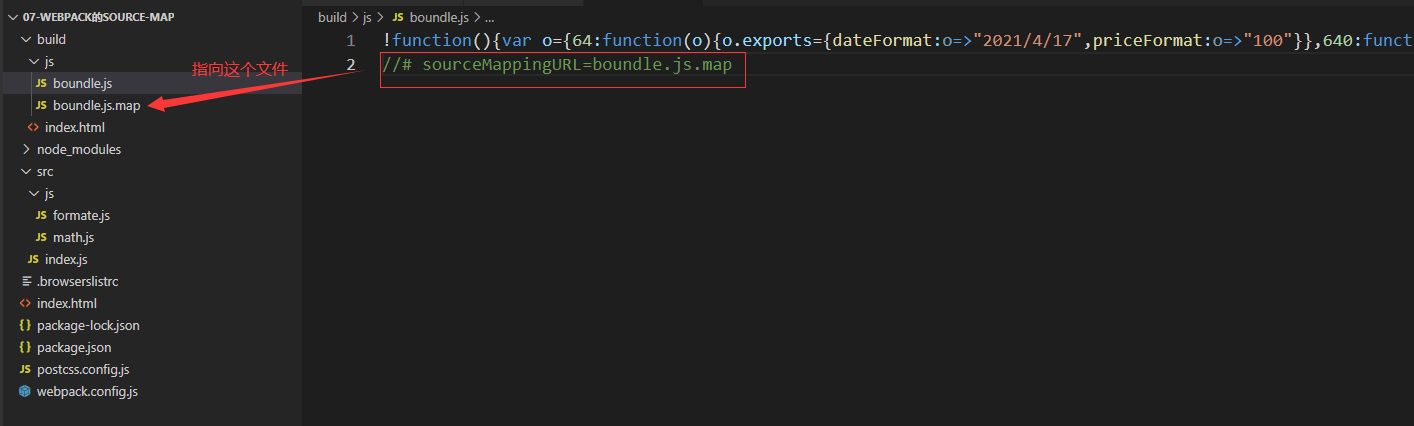 07-WEBPACK的SOURCE-MAP
build
js
JS boundle.js
JS boundle.js.map
<> index.html
node_modules
src
js
JS formate.js
JS math.js
JS index.js
.browserslistrc
<> index.html
{} package-lock.json
{} package.json
JS postcss.config.js
webpack.config.js
指向这个文件
build > js > JS boundle.js > ...
1 !function(){var o={64:function(o){o.exports={dateFormat:o=>"2021/4/17",priceFormat:o=>"100"}},640:funct
2 //# sourceMappingURL=boundle.js.map